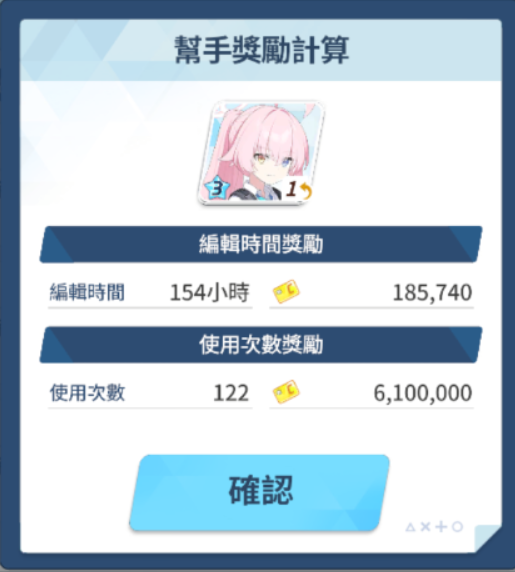 幫手獎勵計算
3
1
編輯時間獎勵
編輯時間 154小時 185,740
使用次數獎勵
使用次數 122 6,100,000
確認